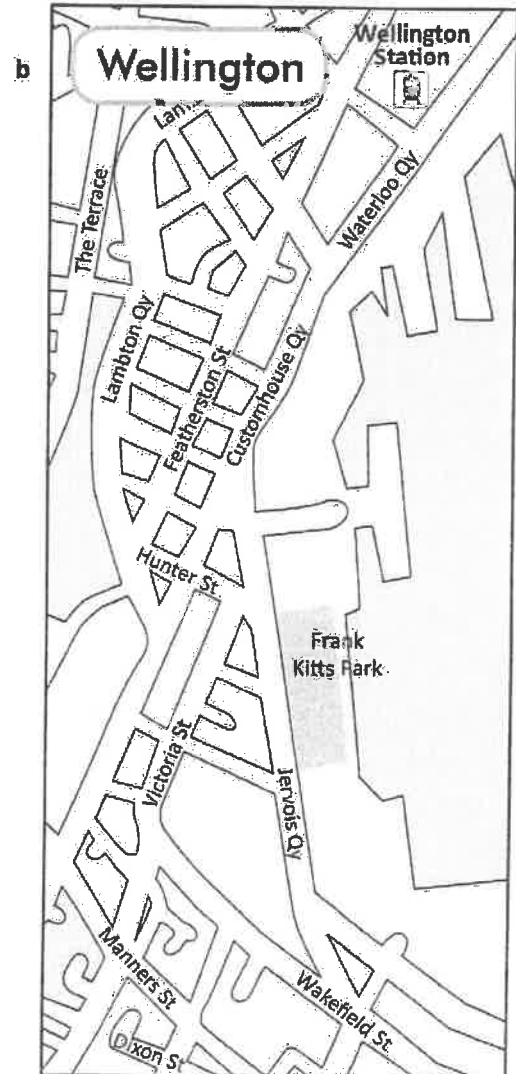 b
Wellington
Wellington
Station
The Terrace
Waterloo Qy
Lambton Qy
Featherston St
Customhouse Qy
Hunter St
Frank
Kitts Park
Victoria St
Jervois Qy
Manners St
Wakefield St
Dixon St